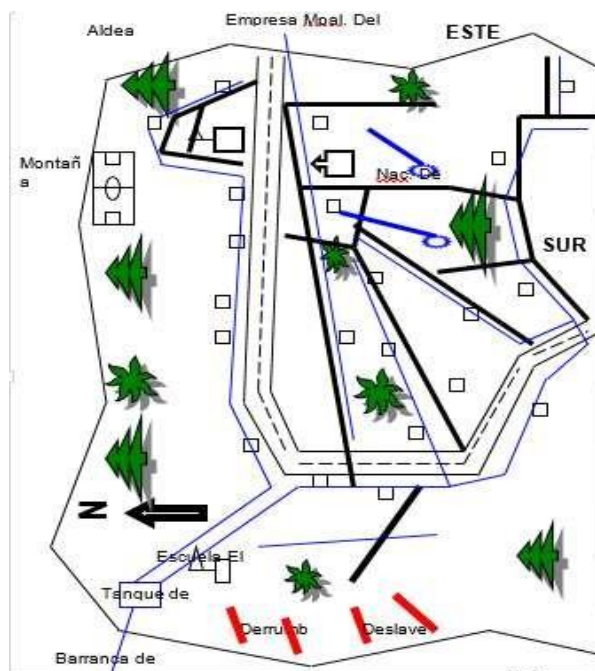 Empresa Mpal. Del
Aldea
ESTE
Montañ
a
Nac. De
SUR
N
Escuela El
Tanque de
Derrumb
Deslave
Barranca de